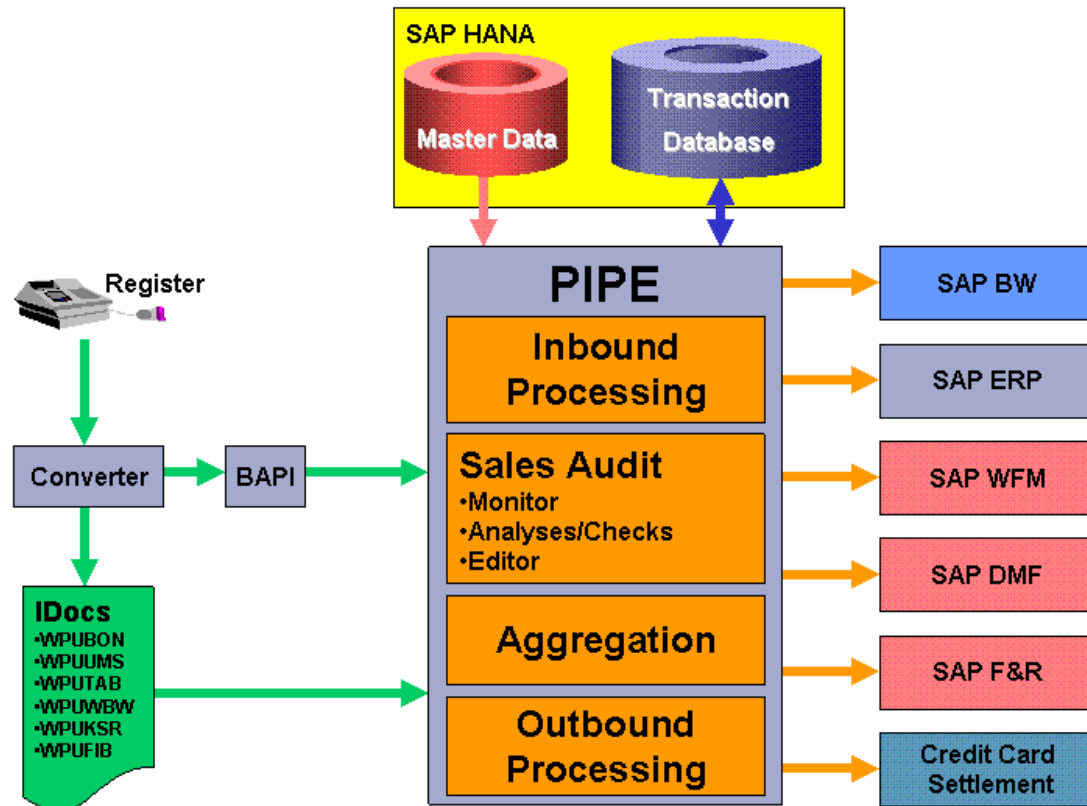 SAP HANA
Master Data
Transaction
Database
Register
PIPE
Inbound
Processing
Sales Audit
•Monitor
•Analyses/Checks
•Editor
Aggregation
Outbound
Processing
Converter
BAPI
IDocs
•WPUBON
•WPUUMS
•WPUTAB
•WPUWBW
•WPUKSR
•WPUFIB
SAP BW
SAP ERP
SAP WFM
SAP DMF
SAP F&R
Credit Card
Settlement